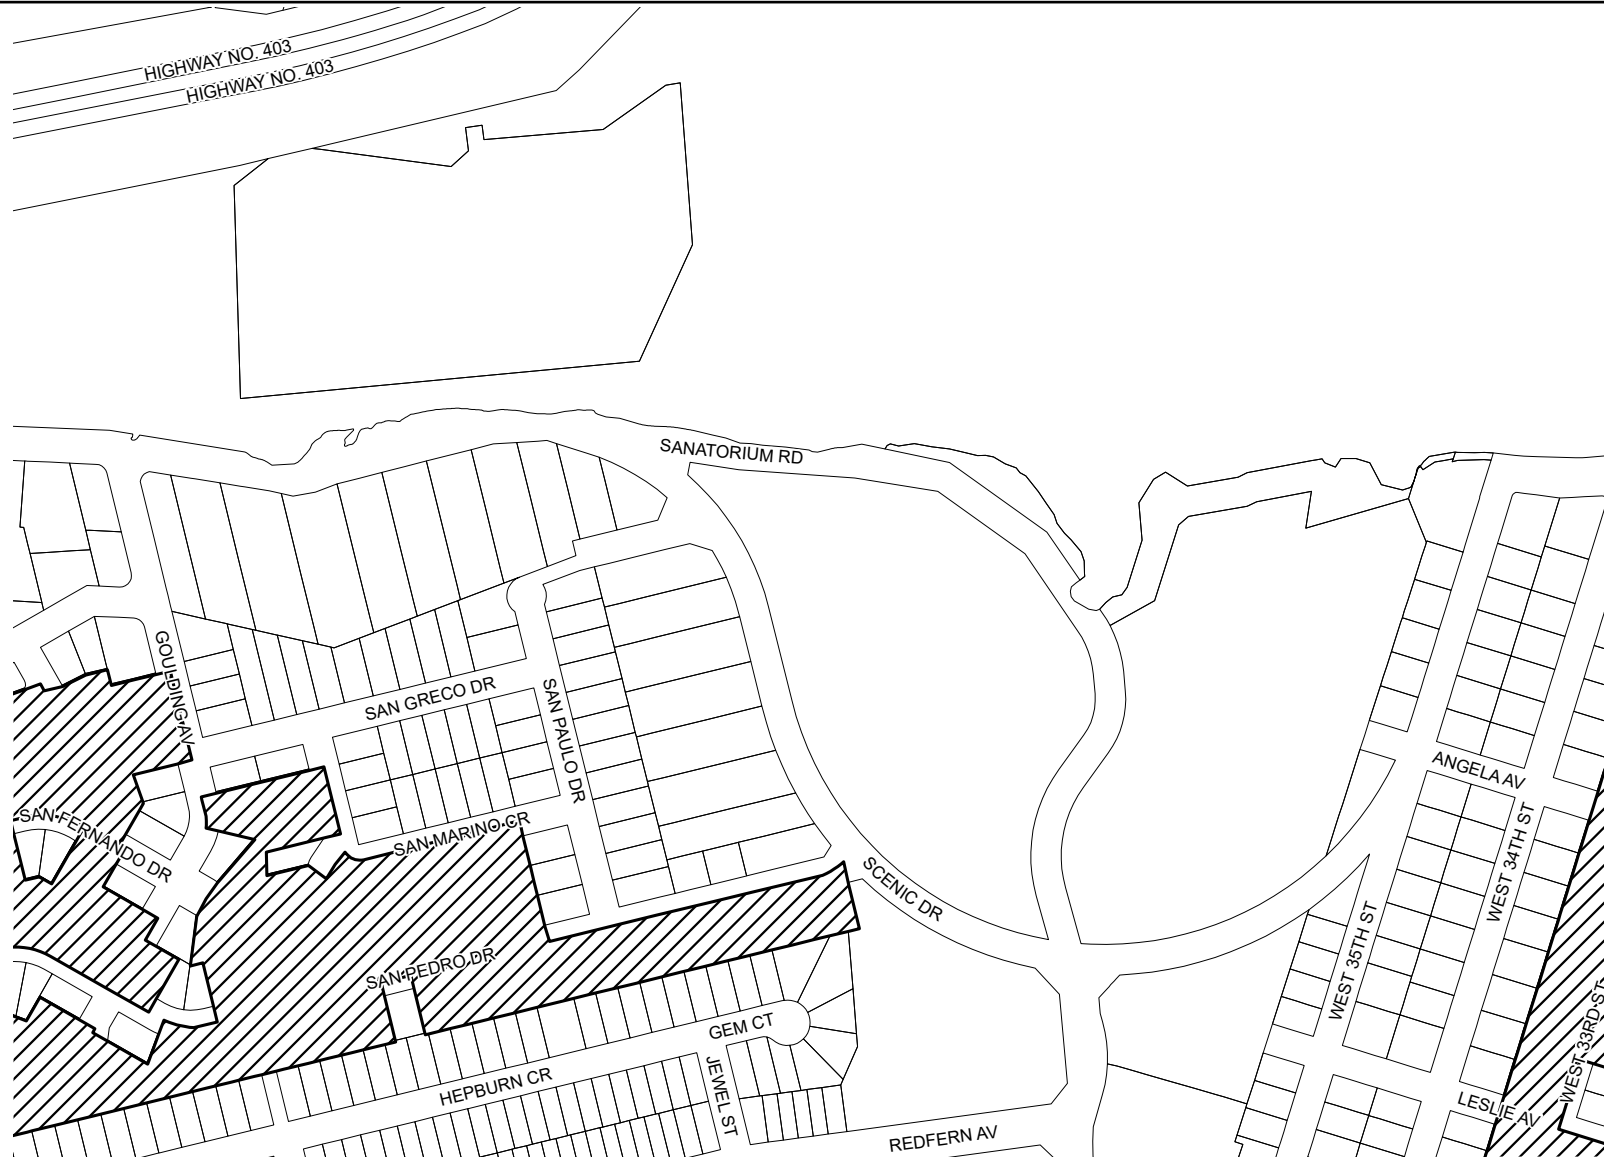 HIGHWAY NO. 403
HIGHWAY NO. 403
SANATORIUM RD
GOULDING AV
SAN GRECO DR
SAN PAULO DR
ANGELA AV
SAN FERNANDO DR
SAN MARINO CR
WEST 34TH ST
SCENIC DR
WEST 35TH ST
SAN PEDRO DR
GEM CT
WEST 33RD ST
HEPBURN CR
JEWEL ST
LESLIE AV
REDFERN AV